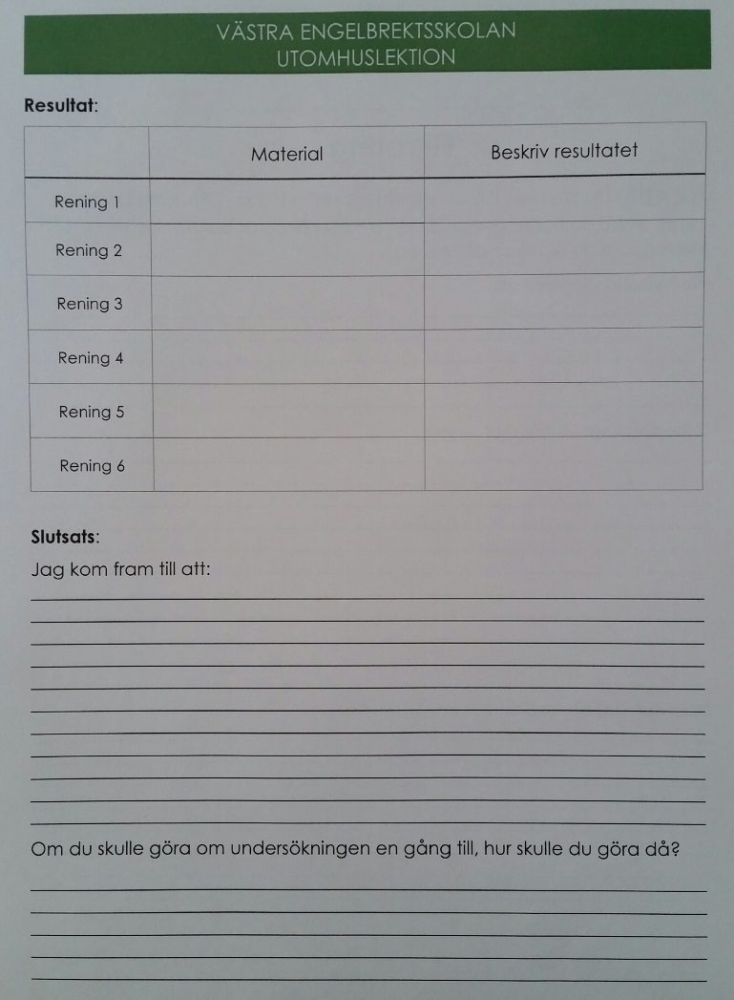 VÄSTRA ENGELBREKTSSKOLAN
UTOMHUSLEKTION
Resultat:
Material Beskriv resultatet
Rening 1
Rening 2
Rening 3
Rening 4
Rening 5
Rening 6
Slutsats:
Jag kom fram till att:
Om du skulle göra om undersökningen en gång till, hur skulle du göra då?